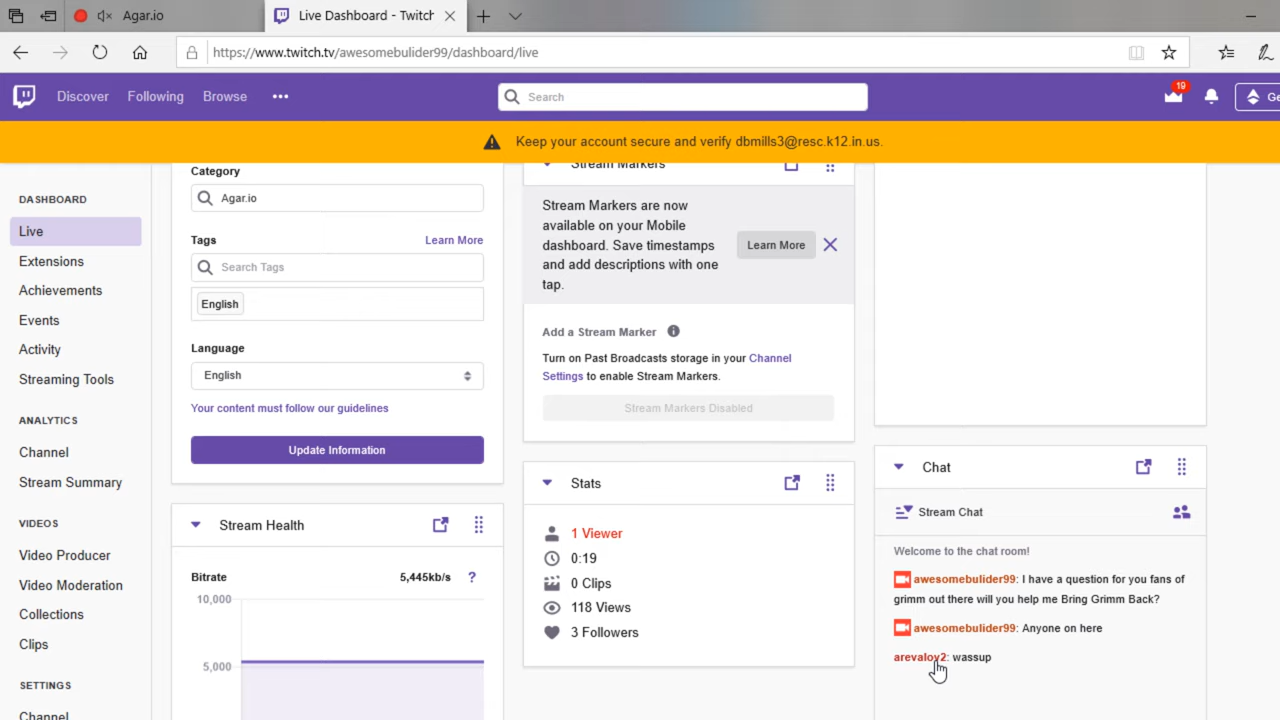 Agar.io
Live Dashboard - Twitch
https://www.twitch.tv/awesomebulider99/dashboard/live
Discover
Following
Browse
Search
19
Ge
Keep your account secure and verify dbmills3@resc.k12.in.us.
DASHBOARD
Live
Extensions
Achievements
Events
Activity
Streaming Tools
ANALYTICS
Channel
Stream Summary
VIDEOS
Video Producer
Video Moderation
Collections
Clips
SETTINGS
Channel
Category
Agar.io
Tags
Learn More
Search Tags
English
Language
English
Your content must follow our guidelines
Update Information
Stream Health
Bitrate
5,445kb/s
?
10,000
5,000
Stream Markers
Stream Markers are now
available on your Mobile
dashboard. Save timestamps
and add descriptions with one
tap.
Learn More
Add a Stream Marker
Turn on Past Broadcasts storage in your Channel
Settings to enable Stream Markers.
Stream Markers Disabled
Stats
1 Viewer
0:19
0 Clips
118 Views
3 Followers
Chat
Stream Chat
Welcome to the chat room!
awesomebulider99: I have a question for you fans of
grimm out there will you help me Bring Grimm Back?
awesomebulider99: Anyone on here
arevaloy2: wassup